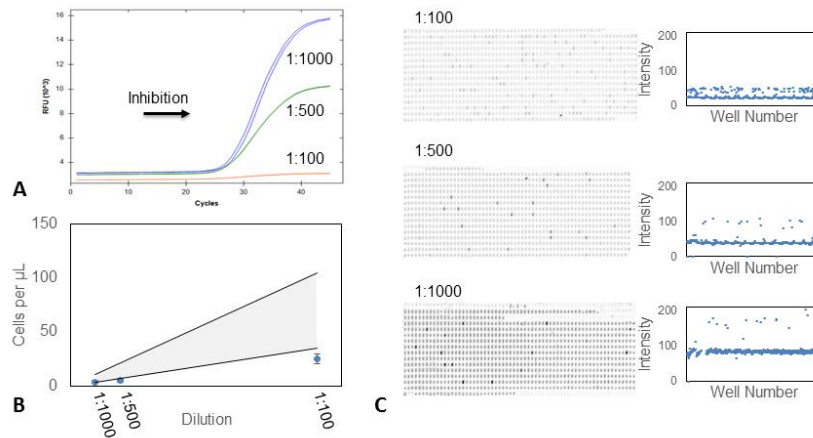 16
14
12
10
8
6
4
RFU (10^3)
0
10
20
30
40
Cycles
Inhibition
1:1000
1:500
1:100
A
150
100
50
0
Cells per µL
1:1000
1:500
1:100
Dilution
B
1:100
200
100
0
Intensity
Well Number
1:500
200
100
0
Intensity
Well Number
1:1000
200
100
0
Intensity
Well Number
C